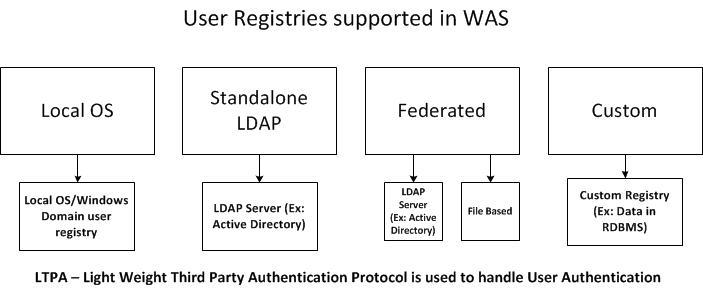 User Registries supported in WAS
Local OS
Standalone
LDAP
Federated
Custom
Local OS/Windows
Domain user
registry
LDAP Server (Ex:
Active Directory)
LDAP
Server
(Ex: Active
Directory)
File Based
Custom Registry
(Ex: Data in
RDBMS)
LTPA – Light Weight Third Party Authentication Protocol is used to handle User Authentication